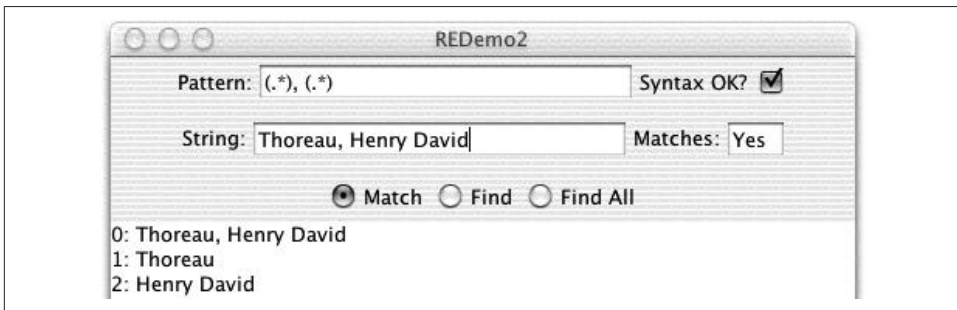 REDemo2
Pattern: (.*), (.*) Syntax OK?
String: Thoreau, Henry David Matches: Yes
Match Find Find All
0: Thoreau, Henry David
1: Thoreau
2: Henry David